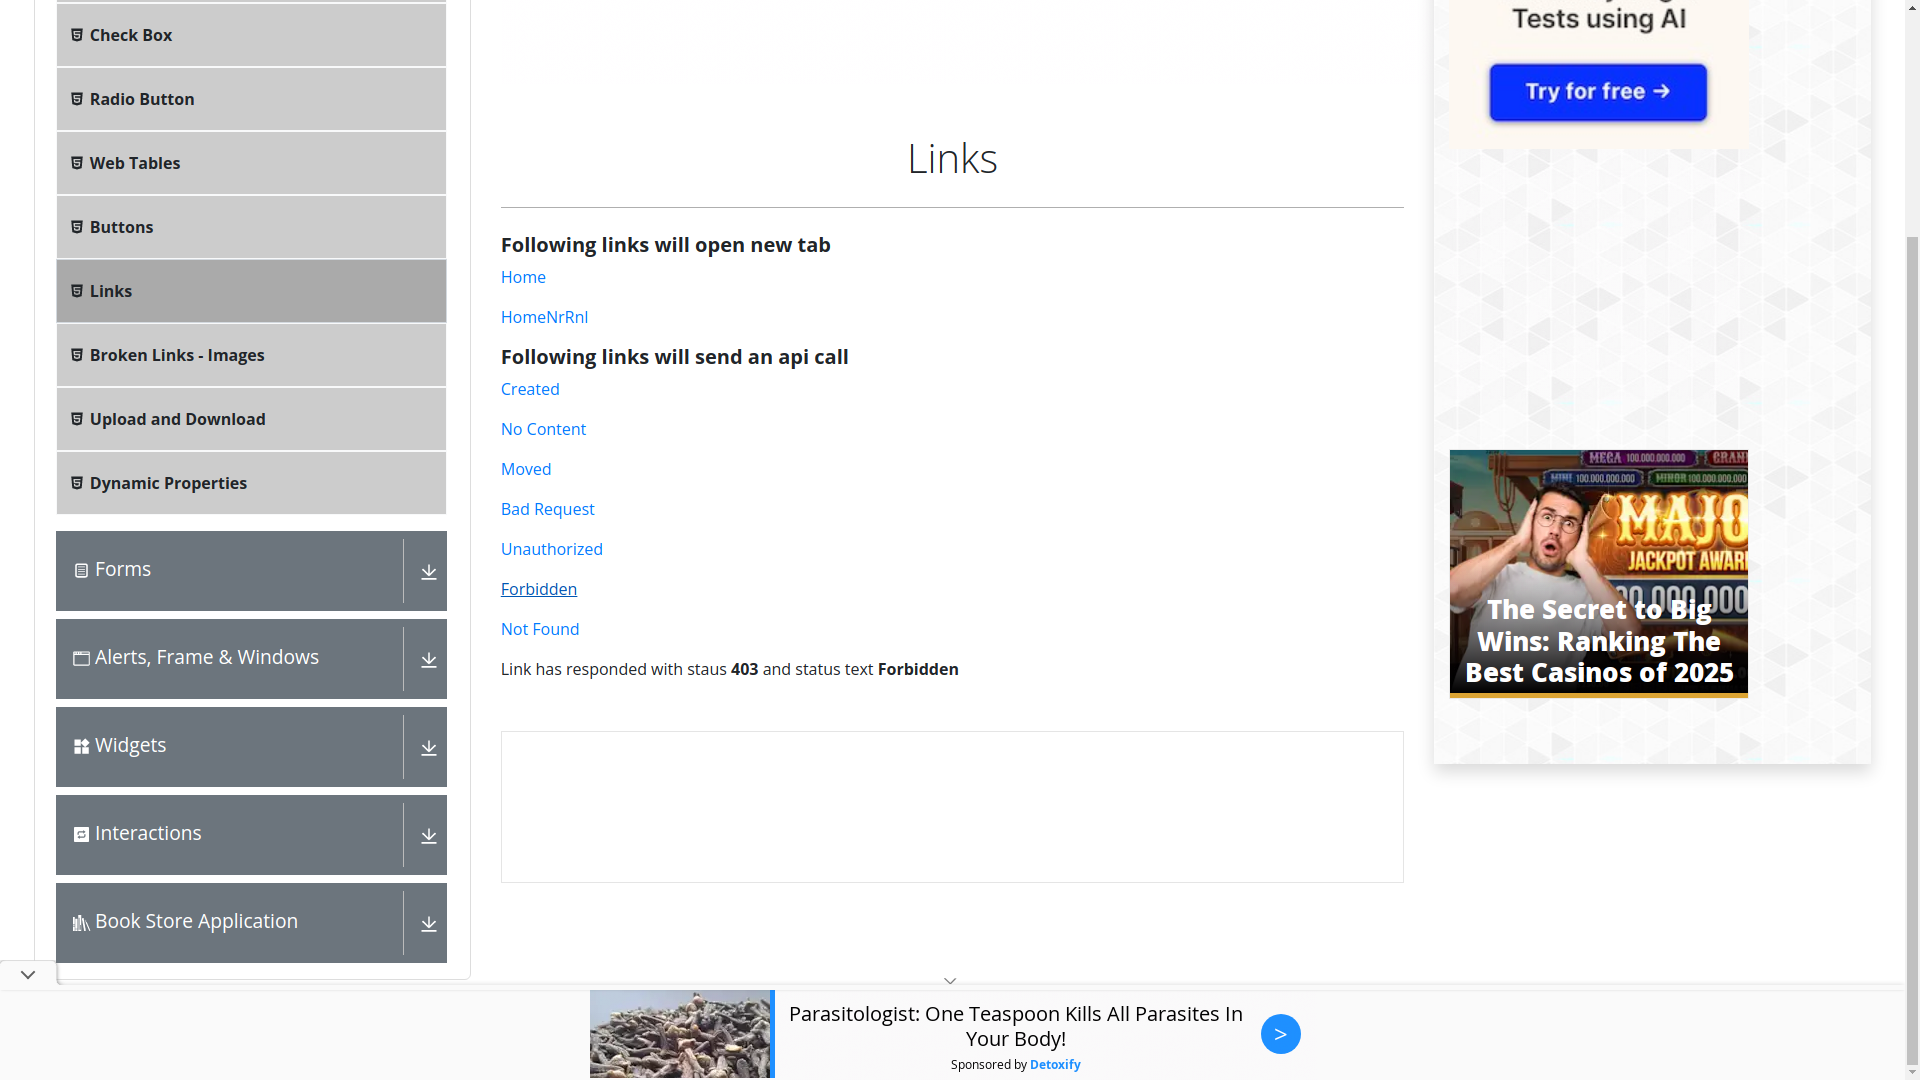 Check Box
Radio Button
Web Tables
Buttons
Links
Broken Links - Images
Upload and Download
Dynamic Properties
Forms
Alerts, Frame & Windows
Widgets
Interactions
Book Store Application
Links
Following links will open new tab
Home
HomeNrRnl
Following links will send an api call
Created
No Content
Moved
Bad Request
Unauthorized
Forbidden
Not Found
Link has responded with staus 403 and status text Forbidden
Tests using AI
Try for free →
MEGA 100.000.000.000
MINI 100.000.000
MINOR 100.000.000.000
JACKPOT AWAR
The Secret to Big
Wins: Ranking The
Best Casinos of 2025
Parasitologist: One Teaspoon Kills All Parasites In
Your Body!
Sponsored by Detoxify
>